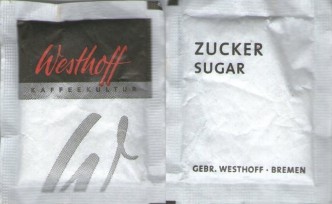 Westhoff
KAFFEEKULTUR
ZUCKER
SUGAR
GEBR. WESTHOFF · BREMEN